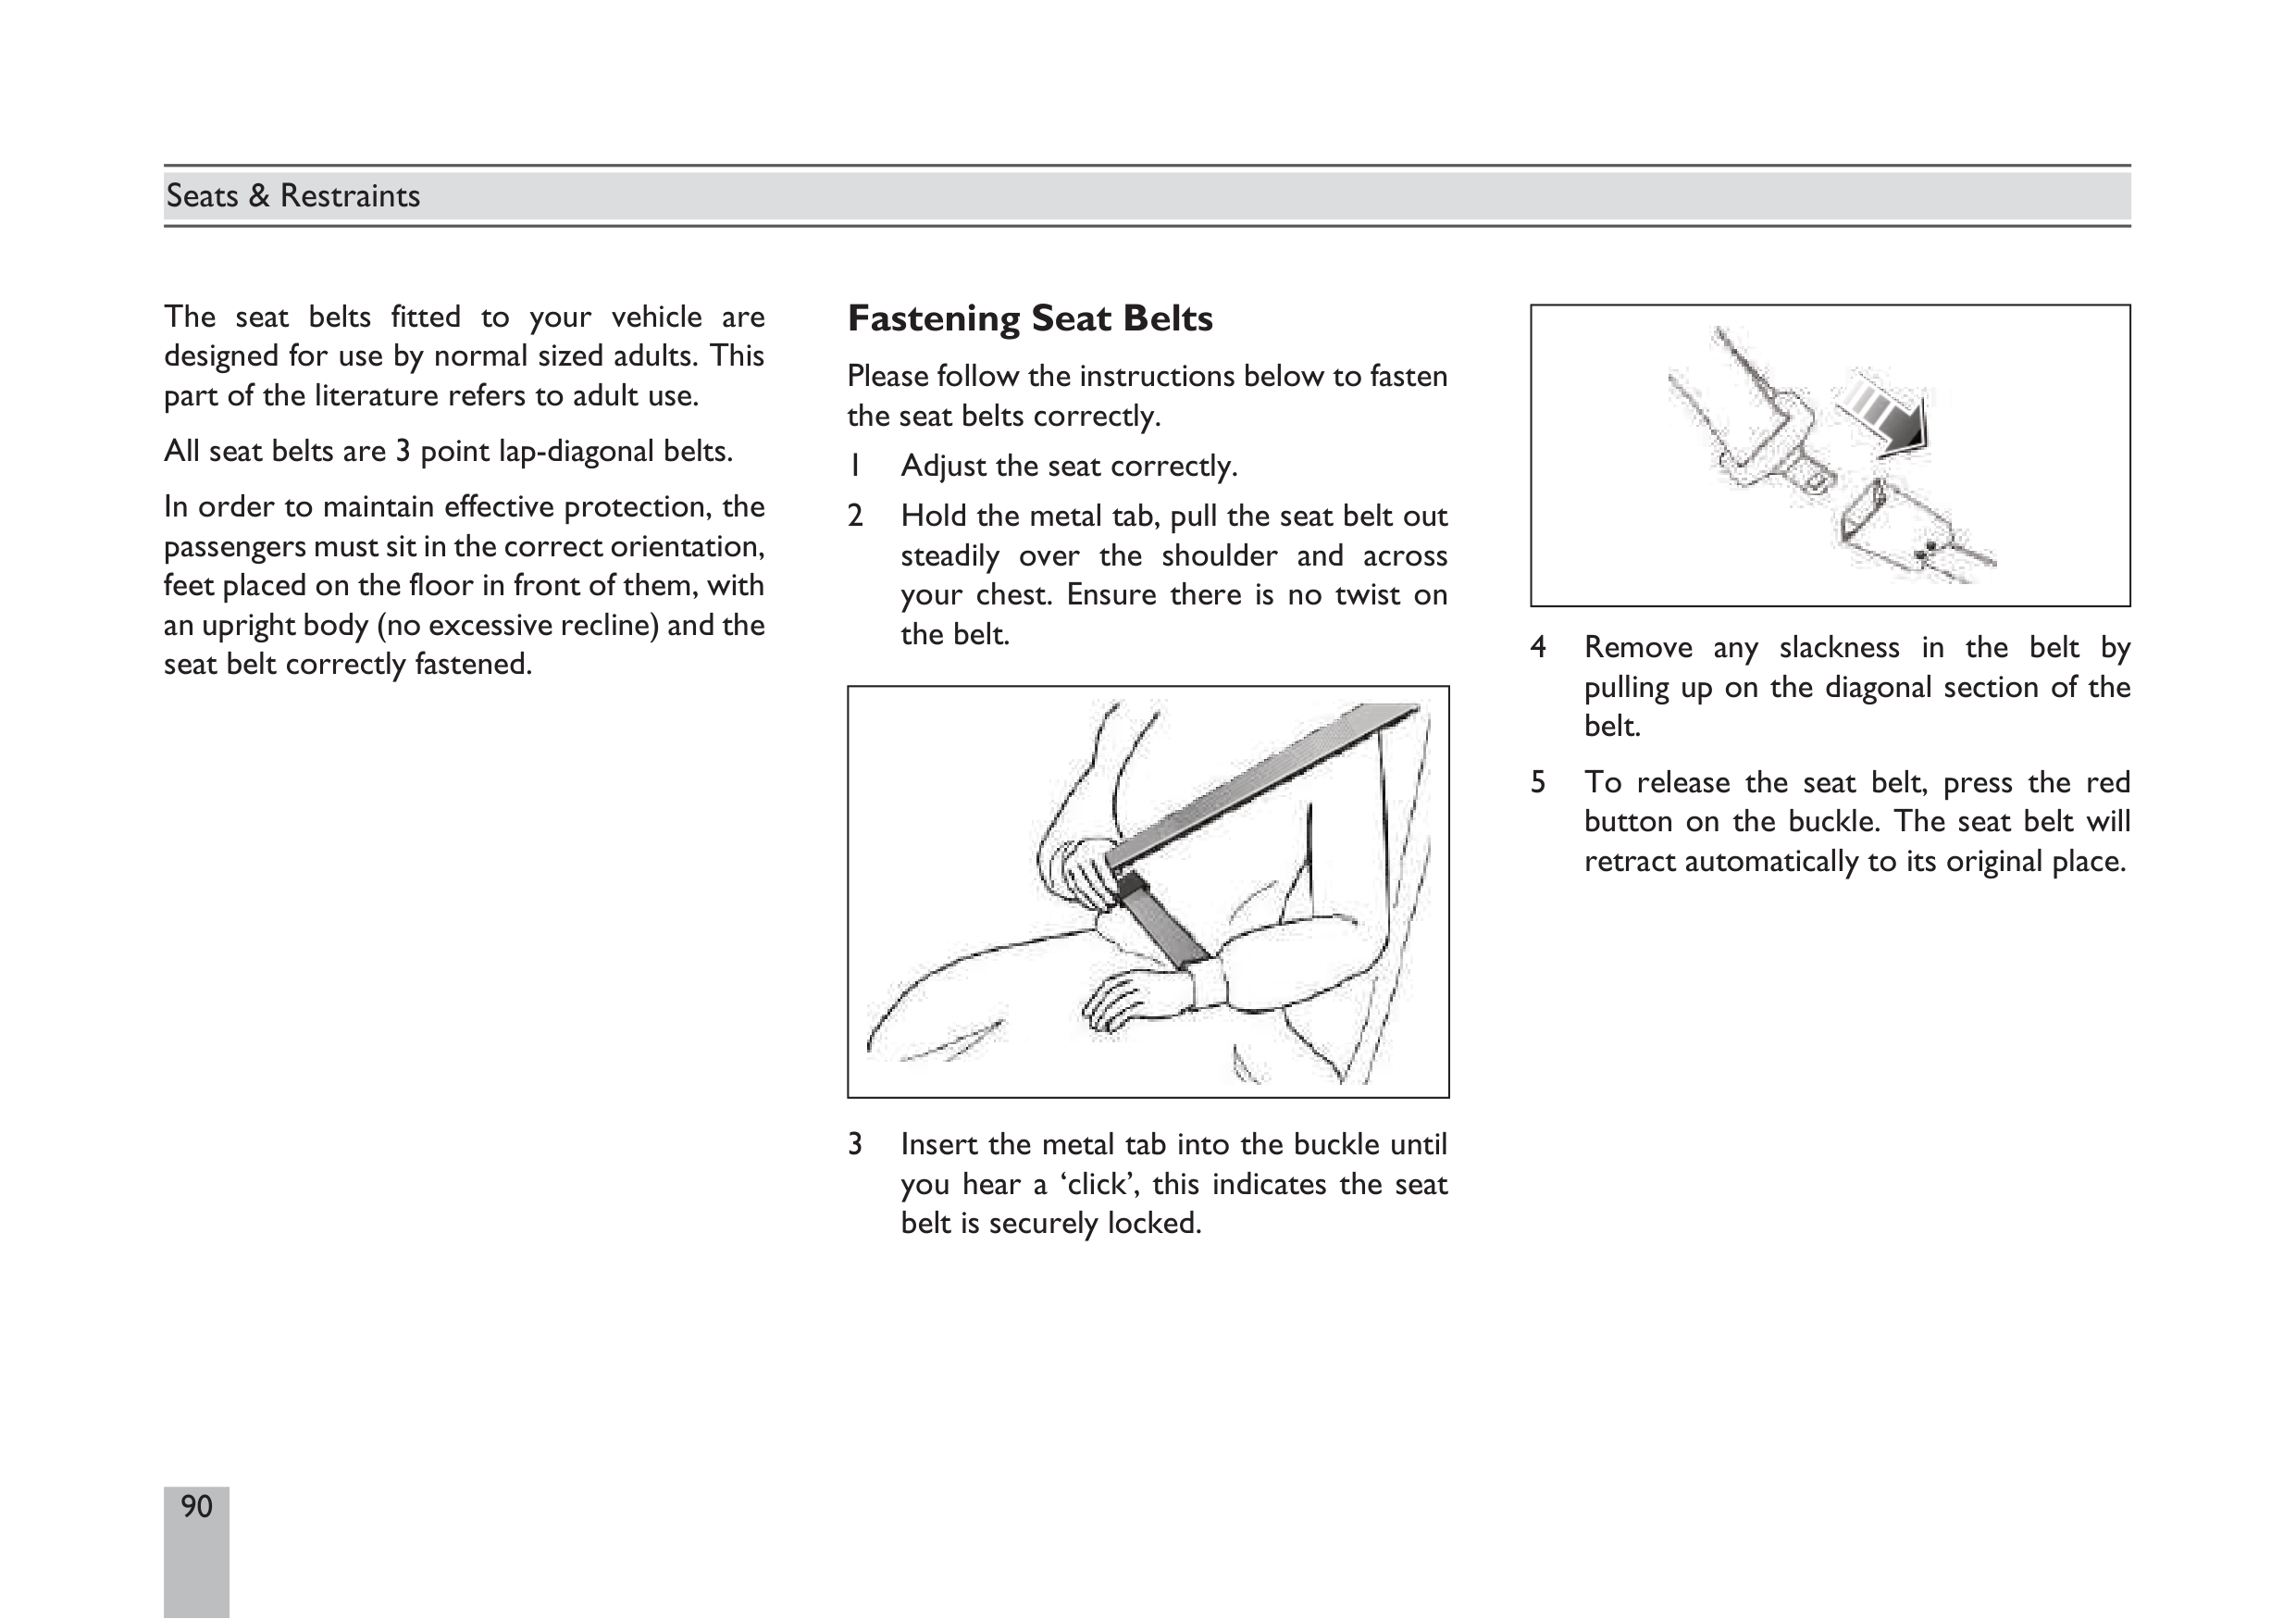 Seats & Restraints
The seat belts fitted to your vehicle are
designed for use by normal sized adults. This
part of the literature refers to adult use.
All seat belts are 3 point lap-diagonal belts.
In order to maintain effective protection, the
passengers must sit in the correct orientation,
feet placed on the floor in front of them, with
an upright body (no excessive recline) and the
seat belt correctly fastened.
Fastening Seat Belts
Please follow the instructions below to fasten
the seat belts correctly.
1 Adjust the seat correctly.
2 Hold the metal tab, pull the seat belt out
steadily over the shoulder and across
your chest. Ensure there is no twist on
the belt.
3 Insert the metal tab into the buckle until
you hear a ‘click’, this indicates the seat
belt is securely locked.
4 Remove any slackness in the belt by
pulling up on the diagonal section of the
belt.
5 To release the seat belt, press the red
button on the buckle. The seat belt will
retract automatically to its original place.
90